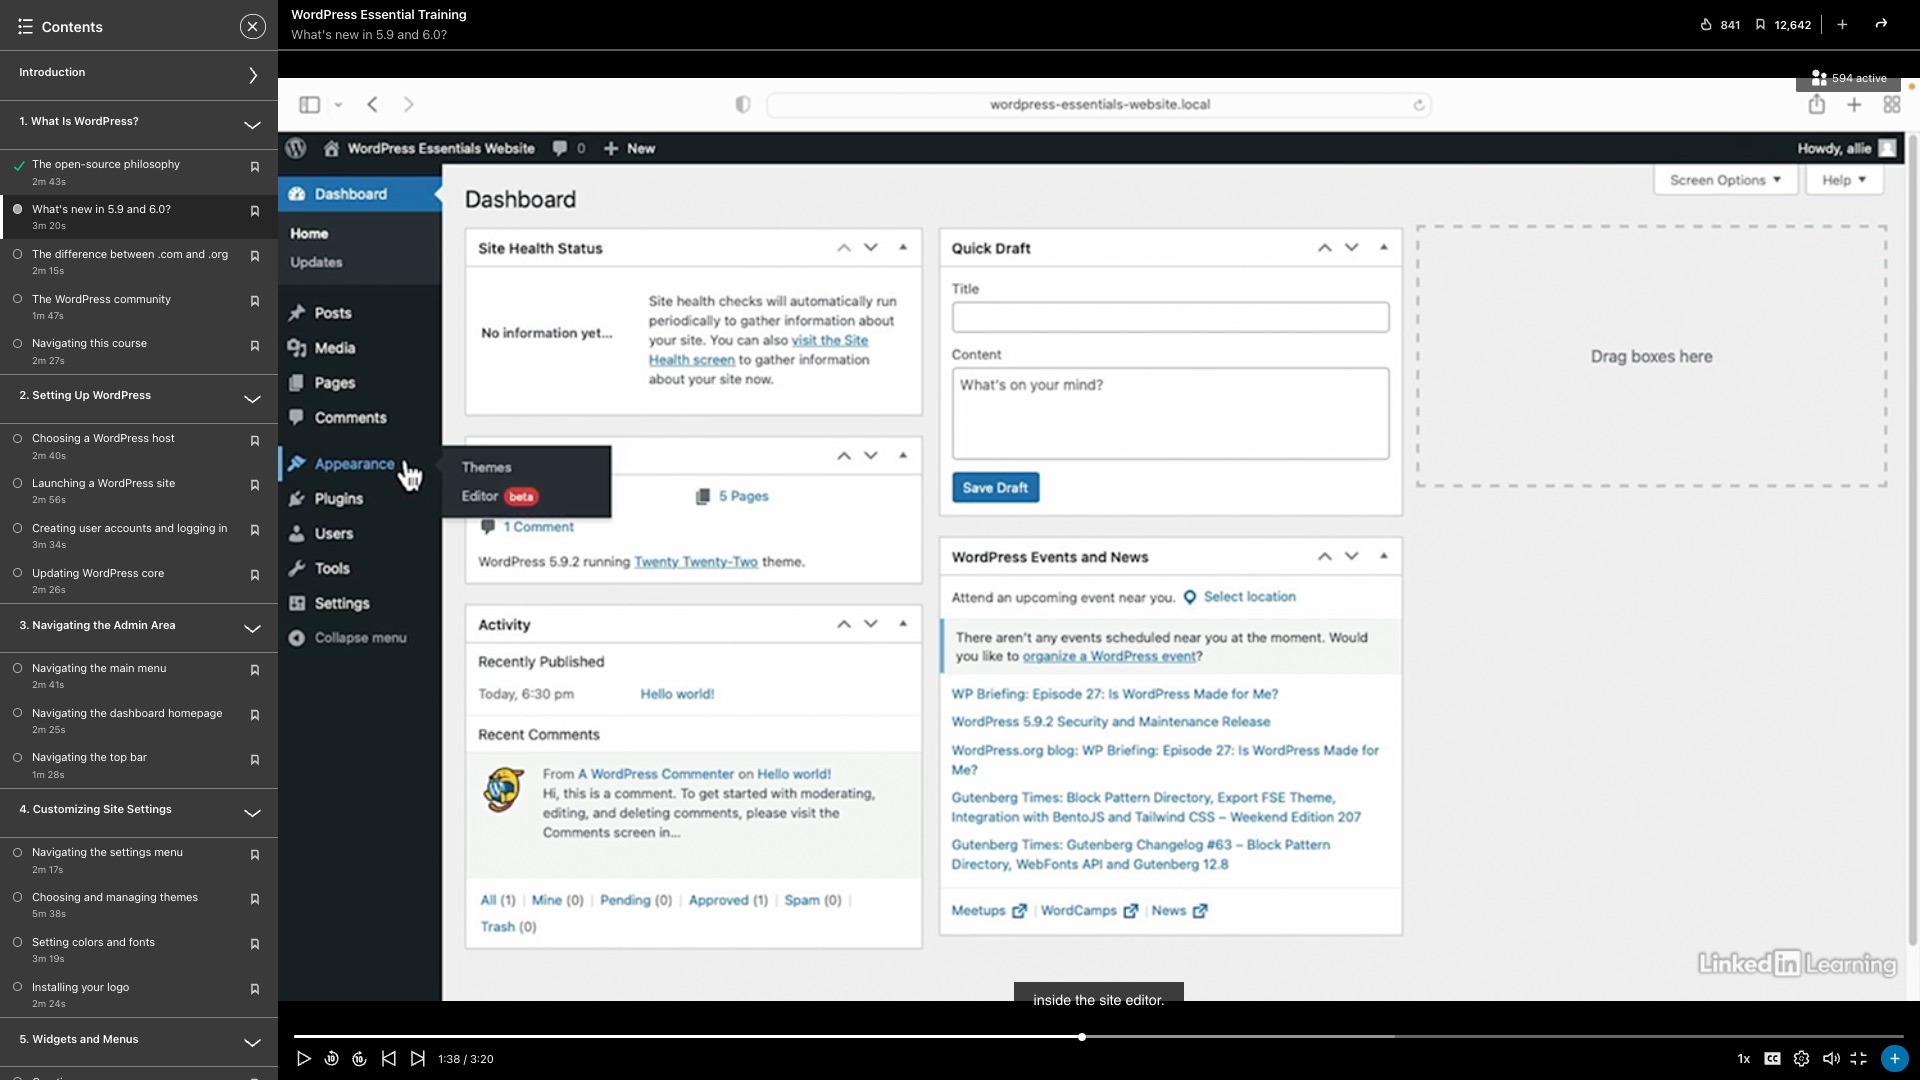 Contents
Introduction
1. What Is WordPress?
The open-source philosophy
2m 43s
What's new in 5.9 and 6.0?
3m 20s
The difference between .com and .org
2m 15s
The WordPress community
1m 47s
Navigating this course
2m 27s
2. Setting Up WordPress
Choosing a WordPress host
2m 40s
Launching a WordPress site
2m 56s
Creating user accounts and logging in
3m 34s
Updating WordPress core
2m 26s
3. Navigating the Admin Area
Navigating the main menu
2m 41s
Navigating the dashboard homepage
2m 25s
Navigating the top bar
1m 28s
4. Customizing Site Settings
Navigating the settings menu
2m 17s
Choosing and managing themes
5m 38s
Setting colors and fonts
3m 19s
Installing your logo
2m 24s
5. Widgets and Menus
WordPress Essential Training
What's new in 5.9 and 6.0?
841
12,642
594 active
wordpress-essentials-website.local
WordPress Essentials Website
0
New
Howdy, allie
Dashboard
Home
Updates
Posts
Media
Pages
Comments
Appearance
Plugins
Users
Tools
Settings
Collapse menu
Themes
Editor beta
Dashboard
Screen Options
Help
Site Health Status
No information yet...
Site health checks will automatically run
periodically to gather information about
your site. You can also visit the Site
Health screen to gather information
about your site now.
5 Pages
1 Comment
WordPress 5.9.2 running Twenty Twenty-Two theme.
Activity
Recently Published
Today, 6:30 pm
Hello world!
Recent Comments
From A WordPress Commenter on Hello world!
Hi, this is a comment. To get started with moderating,
editing, and deleting comments, please visit the
Comments screen in...
All (1) | Mine (0) | Pending (0) | Approved (1) | Spam (0) |
Trash (0)
Quick Draft
Title
Content
What's on your mind?
Save Draft
WordPress Events and News
Attend an upcoming event near you.
Select location
There aren't any events scheduled near you at the moment. Would
you like to organize a WordPress event?
WP Briefing: Episode 27: Is WordPress Made for Me?
WordPress 5.9.2 Security and Maintenance Release
WordPress.org blog: WP Briefing: Episode 27: Is WordPress Made for
Me?
Gutenberg Times: Block Pattern Directory, Export FSE Theme,
Integration with BentoJS and Tailwind CSS – Weekend Edition 207
Gutenberg Times: Gutenberg Changelog #63 – Block Pattern
Directory, WebFonts API and Gutenberg 12.8
Meetups | WordCamps | News
Drag boxes here
Linked in Learning
inside the site editor.
10
10
1:38 / 3:20
1x
CC